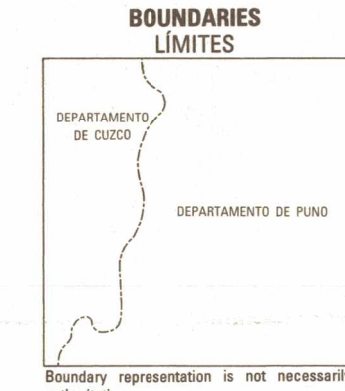 BOUNDARIES
LÍMITES
DEPARTAMENTO
DE CUZCO
DEPARTAMENTO DE PUNO
Boundary representation is not